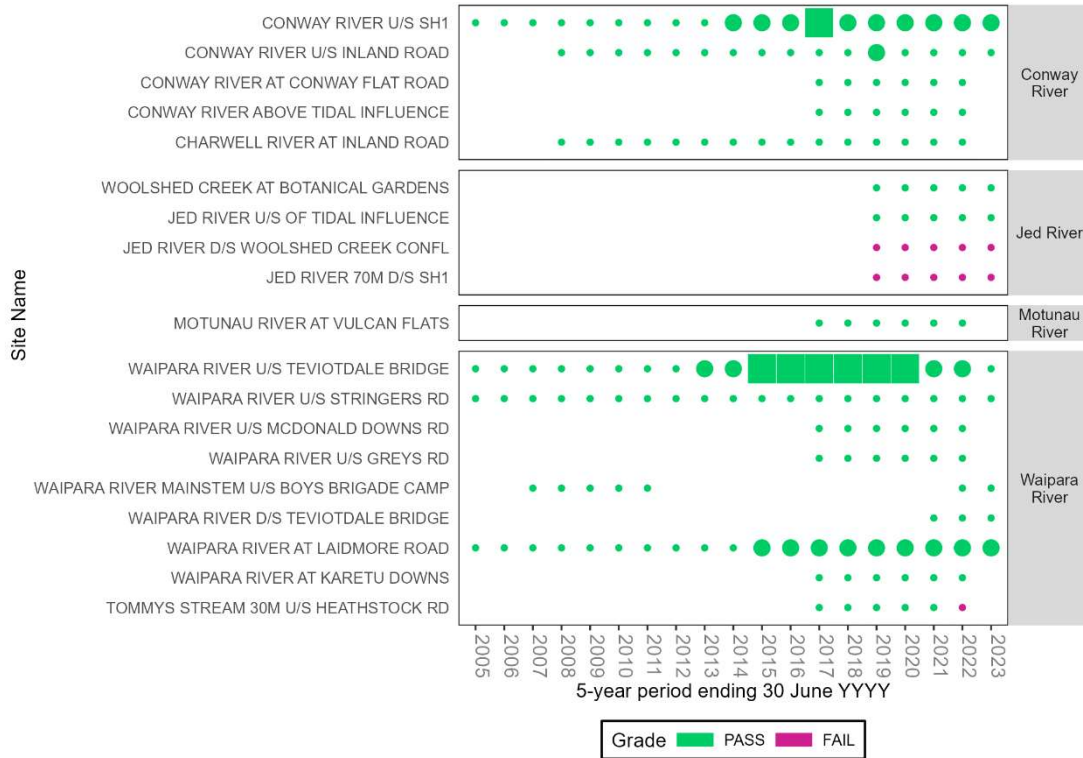 Site Name
CONWAY RIVER U/S SH1
CONWAY RIVER U/S INLAND ROAD
CONWAY RIVER AT CONWAY FLAT ROAD
CONWAY RIVER ABOVE TIDAL INFLUENCE
CHARWELL RIVER AT INLAND ROAD
Conway
River
WOOLSHED CREEK AT BOTANICAL GARDENS
JED RIVER U/S OF TIDAL INFLUENCE
JED RIVER D/S WOOLSHED CREEK CONFL
JED RIVER 70M D/S SH1
Jed River
MOTUNAU RIVER AT VULCAN FLATS
Motunau
River
WAIPARA RIVER U/S TEVIOTDALE BRIDGE
WAIPARA RIVER U/S STRINGERS RD
WAIPARA RIVER U/S MCDONALD DOWNS RD
WAIPARA RIVER U/S GREYS RD
WAIPARA RIVER MAINSTEM U/S BOYS BRIGADE CAMP
WAIPARA RIVER D/S TEVIOTDALE BRIDGE
WAIPARA RIVER AT LAIDMORE ROAD
WAIPARA RIVER AT KARETU DOWNS
TOMMYS STREAM 30M U/S HEATHSTOCK RD
Waipara
River
2005
2006
2007
2008
2009
2010
2011
2012
2013
2014
2015
2016
2017
2018
2019
2020
2021
2022
2023
5-year period ending 30 June YYYY
Grade PASS FAIL